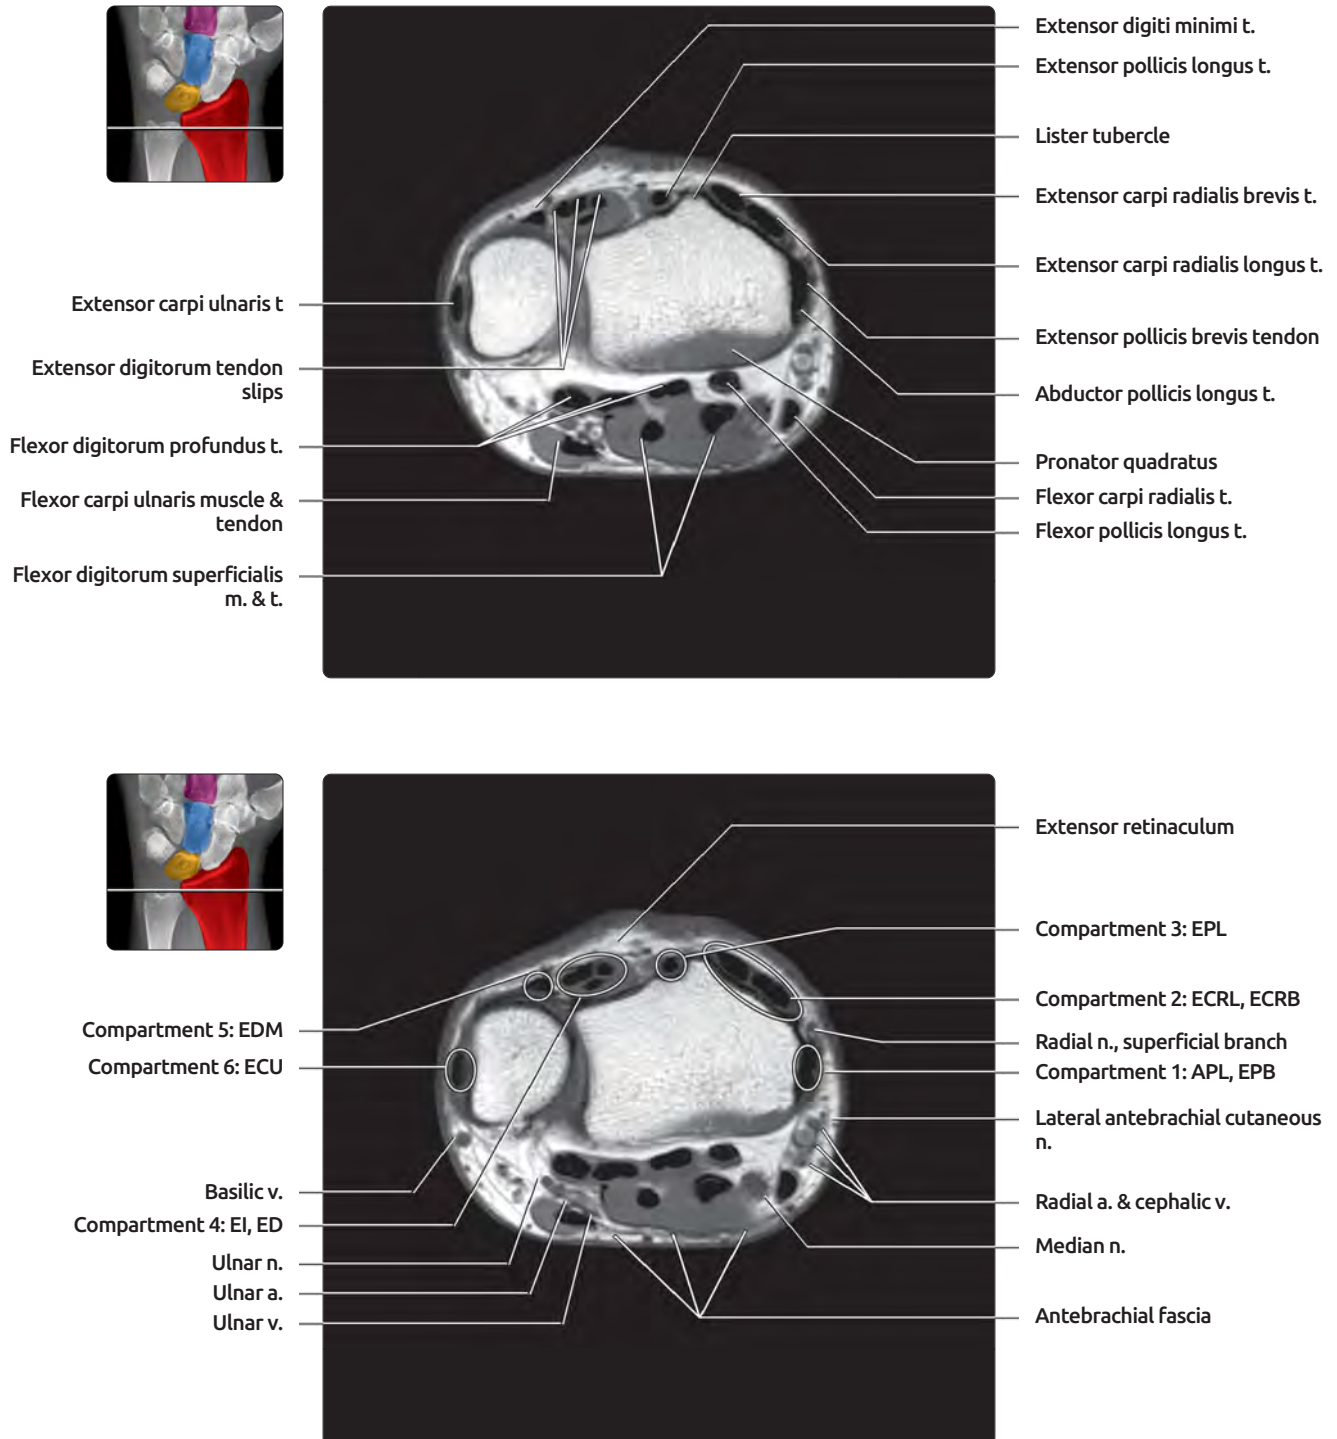 Extensor digiti minimi t.
Extensor pollicis longus t.
Lister tubercle
Extensor carpi radialis brevis t.
Extensor carpi radialis longus t.
Extensor carpi ulnaris t
Extensor pollicis brevis tendon
Extensor digitorum tendon
slips
Abductor pollicis longus t.
Flexor digitorum profundus t.
Pronator quadratus
Flexor carpi ulnaris muscle &
tendon
Flexor carpi radialis t.
Flexor pollicis longus t.
Flexor digitorum superficialis
m. & t.
Extensor retinaculum
Compartment 3: EPL
Compartment 2: ECRL, ECRB
Compartment 5: EDM
Radial n., superficial branch
Compartment 6: ECU
Compartment 1: APL, EPB
Lateral antebrachial cutaneous
n.
Basilic v.
Radial a. & cephalic v.
Compartment 4: EI, ED
Median n.
Ulnar n.
Ulnar a.
Ulnar v.
Antebrachial fascia